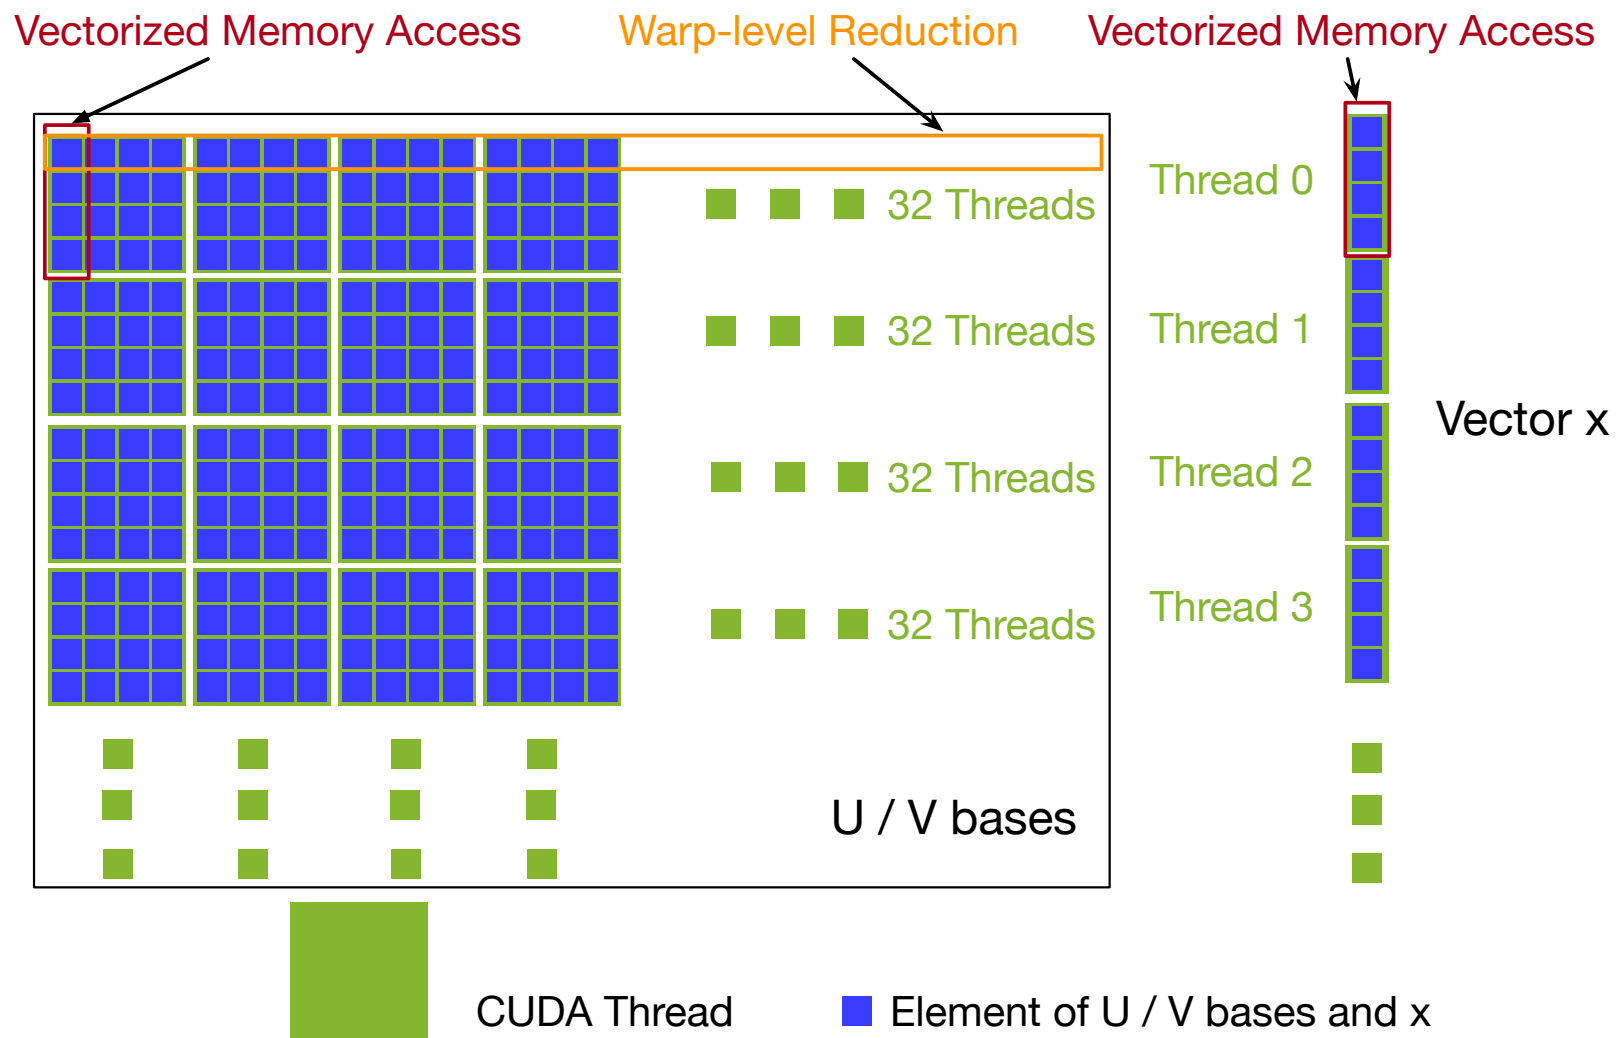 Vectorized Memory Access
Warp-level Reduction
Vectorized Memory Access
32 Threads
Thread 0
32 Threads
Thread 1
Vector x
32 Threads
Thread 2
32 Threads
Thread 3
U / V bases
CUDA Thread
Element of U / V bases and x